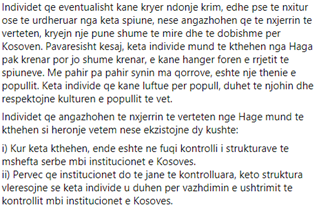 Individet qe eventualisht kane kryer ndonje krim, edhe pse te nxitur
ose te urdheruar nga keta spiune, nese angazhohen qe te nxjerrin te
verteten, kryejn nje pune shume te mire dhe te dobishme per
Kosoven. Pavaresisht kesaj, keta individe mund te kthehen nga Haga
pak krenar por jo shume krenar, e kane hanger foren e rrjetit te
spiuneve. Me pahir pa pahir synin ma qorrove, eshte nje thenie e
popullit. Keta individe qe kane luftue per popull, duhet te njohin dhe
respektojne kulturen e popullit te vet.
Individet qe angazhohen te nxjerrin te verteten nge Hage mund te
kthehen si heronje vetem nese ekzistojne dy kushte:
i) Kur keta kthehen, ende eshte ne fuqi kontrolli i strukturave te
mshefta serbe mbi institucionet e Kosoves.
ii) Pervec qe institucionet do te jane te kontrolluara, keto struktura
vleresojne se keta individe u duhen per vazhdimin e ushtrimit te
kontrollit mbi institucionet e Kosoves.